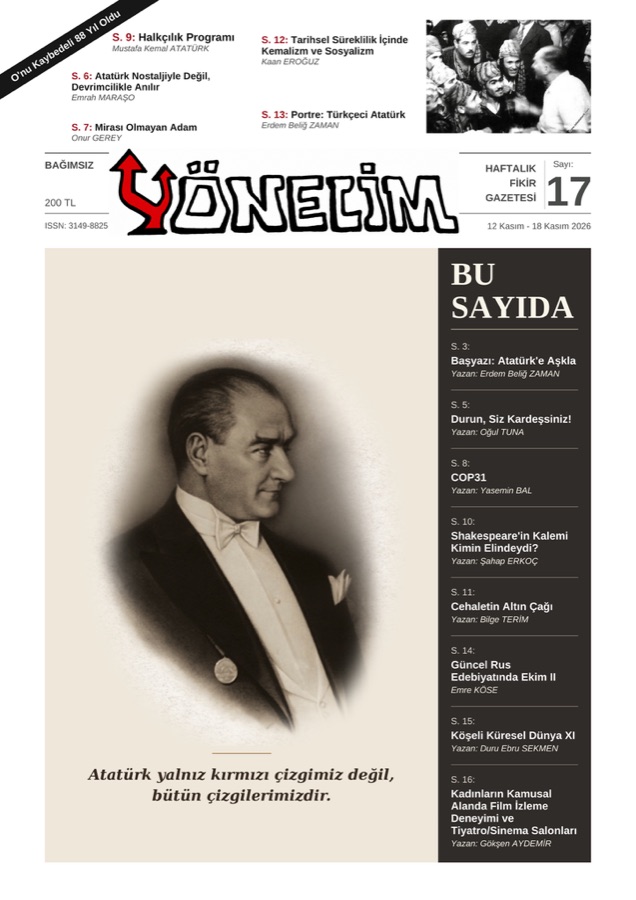 O'nu Kaybedeli 88 Yıl Oldu
S. 9: Halkçılık Programı
Mustafa Kemal ATATÜRK
S. 6: Atatürk Nostaljiyle Değil,
Devrimcilikle Anılır
Emrah MARAŞO
S. 7: Mirası Olmayan Adam
Onur GEREY
S. 12: Tarihsel Süreklilik İçinde
Kemalizm ve Sosyalizm
Kaan EROĞUZ
S. 13: Portre: Türkçeci Atatürk
Erdem Beliğ ZAMAN
BAĞIMSIZ
200 TL
ISSN: 3149-8825
YÖNELİM
HAFTALIK
FİKİR
GAZETESİ
Sayı:
17
12 Kasım - 18 Kasım 2026
Atatürk yalnız kırmızı çizgimiz değil,
bütün çizgilerimizdir.
BU
SAYIDA
S. 3:
Başyazı: Atatürk'e Aşkla
Yazan: Erdem Beliğ ZAMAN
S. 5:
Durun, Siz Kardeşsiniz!
Yazan: Oğul TUNA
S. 8:
COP31
Yazan: Yasemin BAL
S. 10:
Shakespeare'in Kalemi
Kimin Elindeydi?
Yazan: Şahap ERKOÇ
S. 11:
Cehaletin Altın Çağı
Yazan: Bilge TERİM
S. 14:
Güncel Rus
Edebiyatında Ekim II
Emre KÖSE
S. 15:
Köşeli Küresel Dünya XI
Yazan: Duru Ebru SEKMEN
S. 16:
Kadınların Kamusal
Alanda Film İzleme
Deneyimi ve
Tiyatro/Sinema Salonları
Yazan: Gökşen AYDEMİR